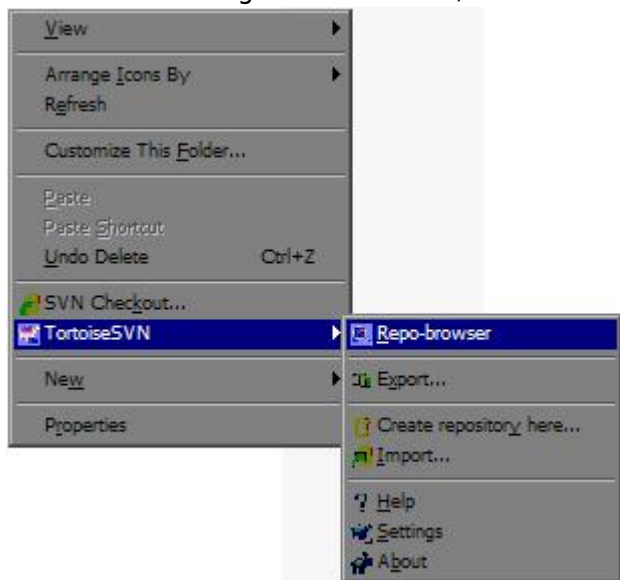 View
Arrange Icons By
Refresh
Customize This Folder...
Paste
Paste Shortcut
Undo Delete Ctrl+Z
SVN Checkout...
TortoiseSVN
New
Properties
Repo-browser
Export...
Create repository here...
Import...
Help
Settings
About